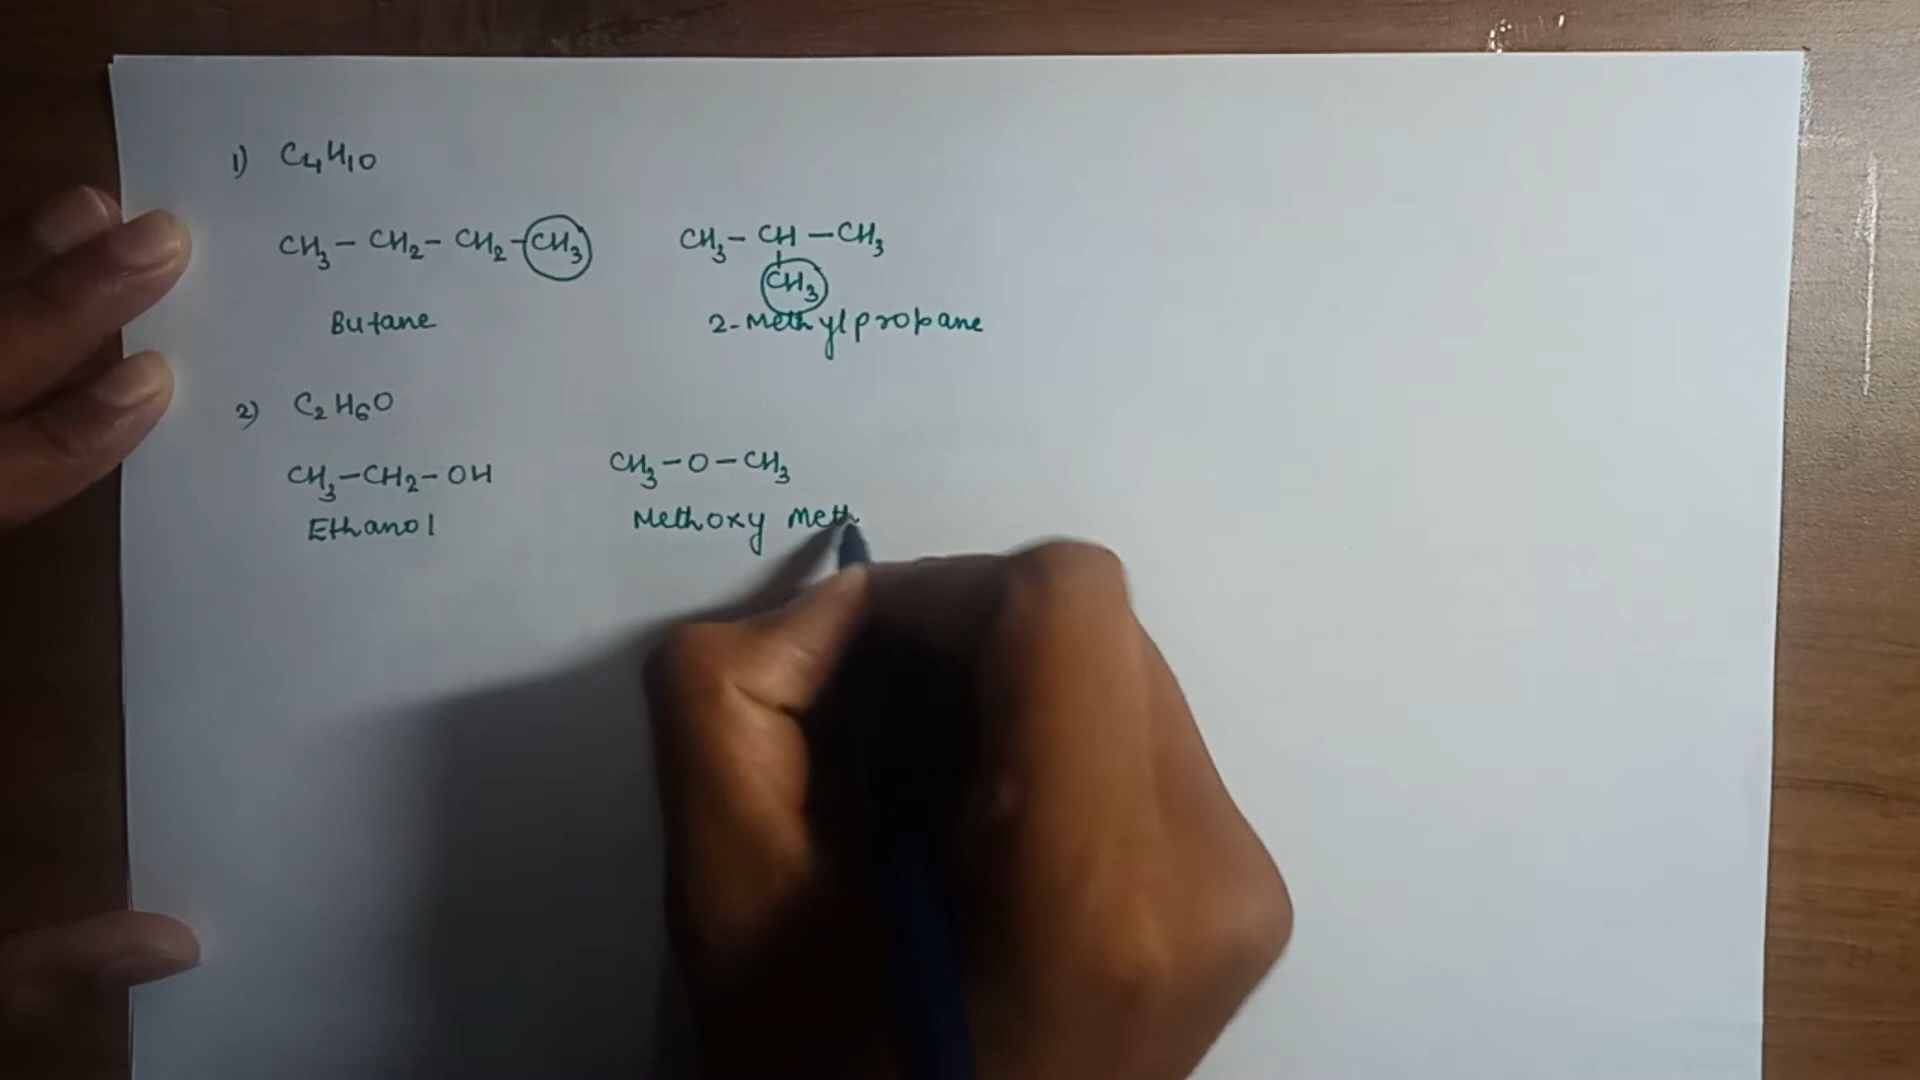 1) C₄H₁₀
CH₃ – CH₂ – CH₂ – CH₃
CH₃ – CH – CH₃
CH₃
Butane
2-Methylpropane
2) C₂H₆O
CH₃ – CH₂ – OH
CH₃ – O – CH₃
Ethanol
Methoxy Meth